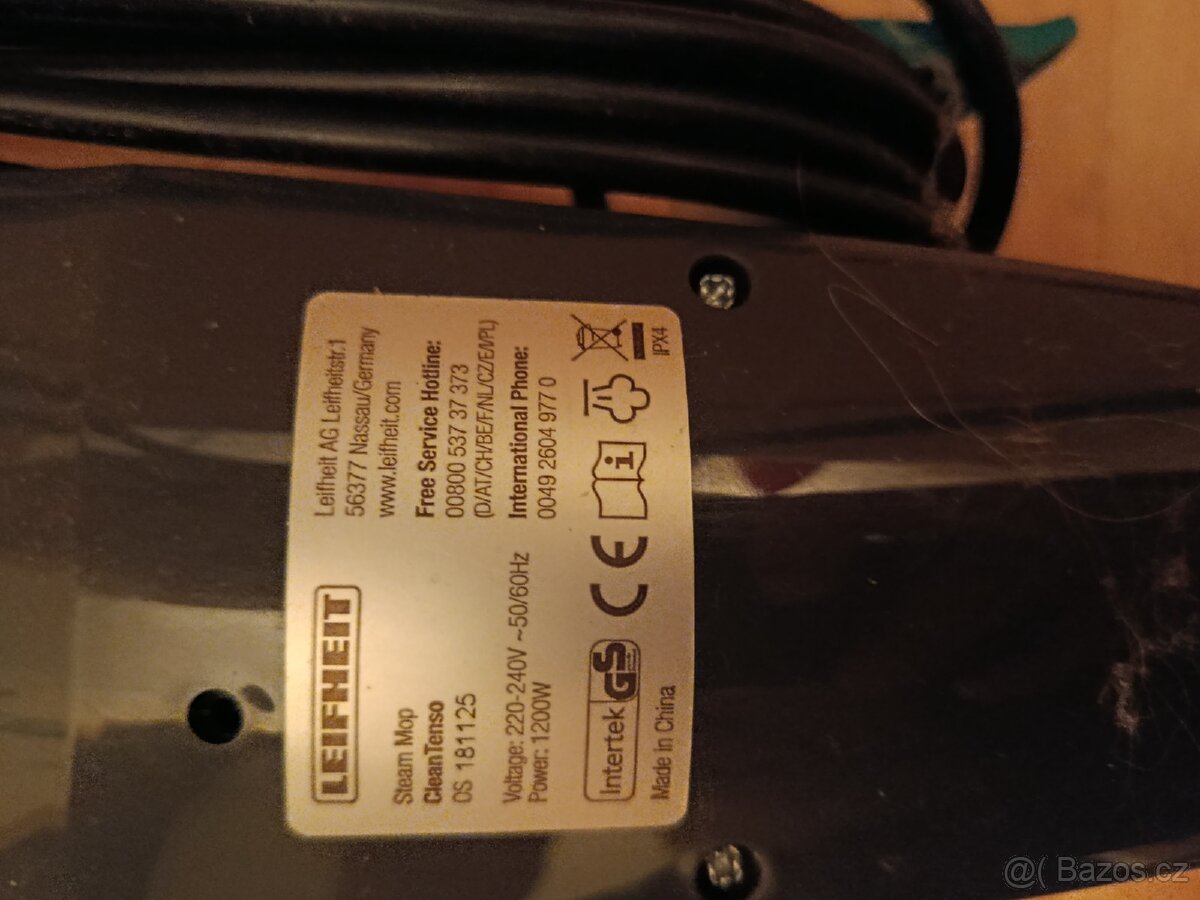 LEIFHEIT
Steam Mop
CleanTenso
OS 181125
Voltage: 220-240V ~50/60Hz
Power: 1200W
Intertek GS
Made in China
Leifheit AG Leifheitstr.1
56377 Nassau/Germany
www.leifheit.com
Free Service Hotline:
00800 537 37 373
(D/AT/CH/BE/F/NL/CZ/E/I/PL)
International Phone:
0049 2604 977 0
CE
i
IPX4
@( Bazos.cz